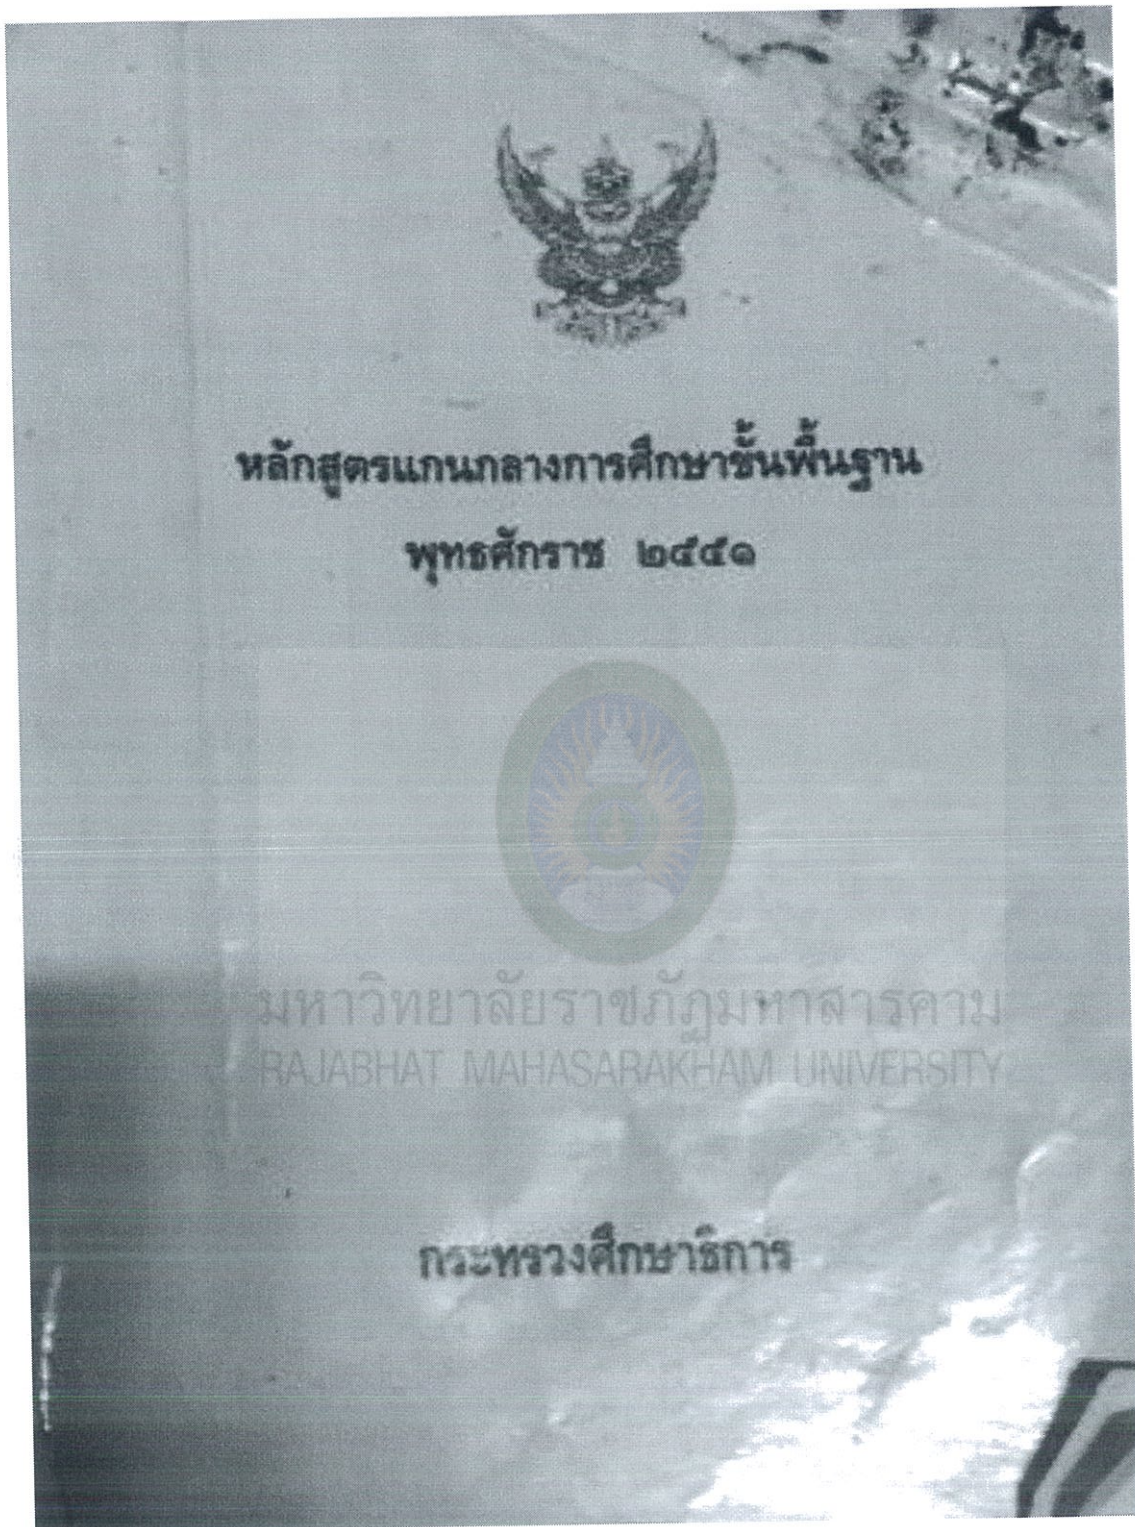 หลักสูตรแกนกลางการศึกษาขั้นพื้นฐาน
พุทธศักราช ๒๕๕๑
มหาวิทยาลัยราชภัฏมหาสารคาม
RAJABHAT MAHASARAKHAM UNIVERSITY
กระทรวงศึกษาธิการ